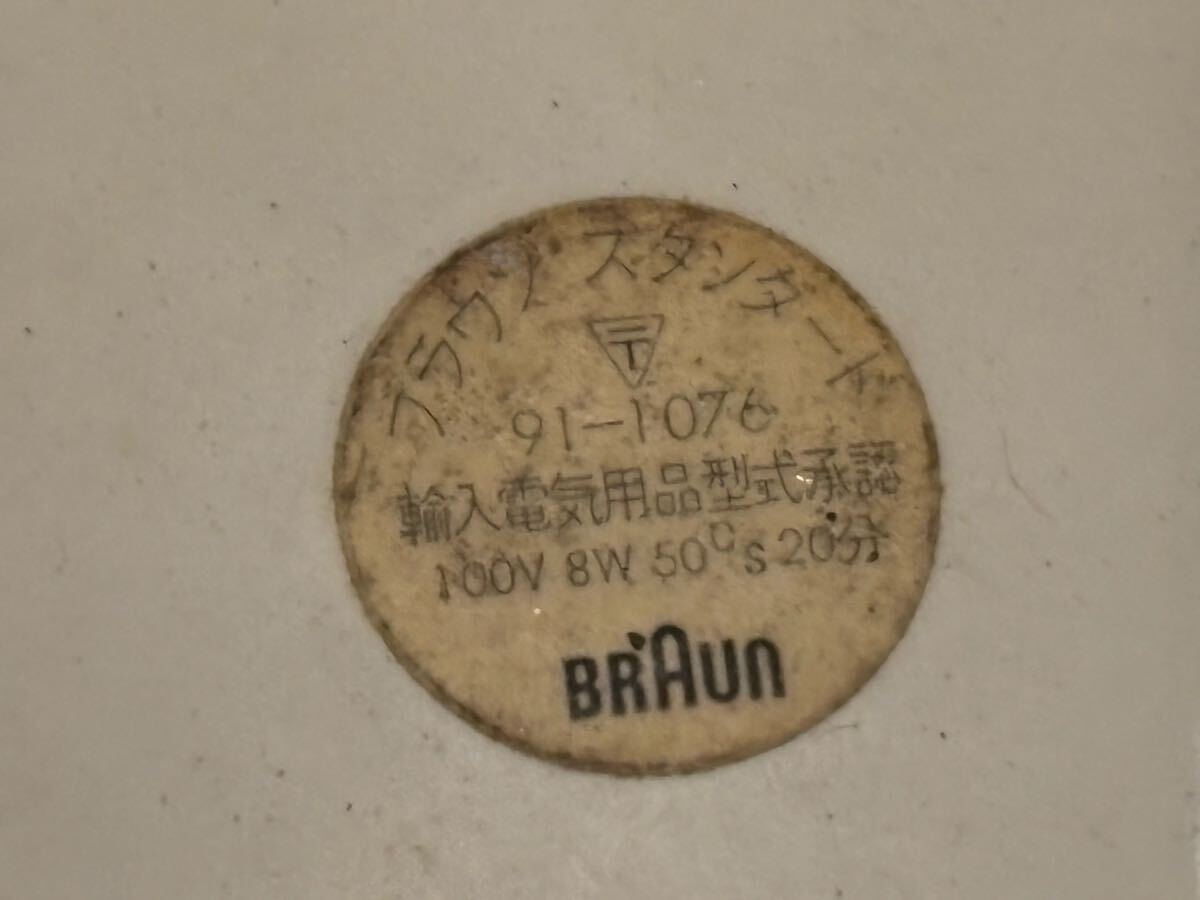 ブラウン スタンダード
〒
91-1076
輸入電気用品型式承認
100V 8W 50C/S 20分
BRAUN